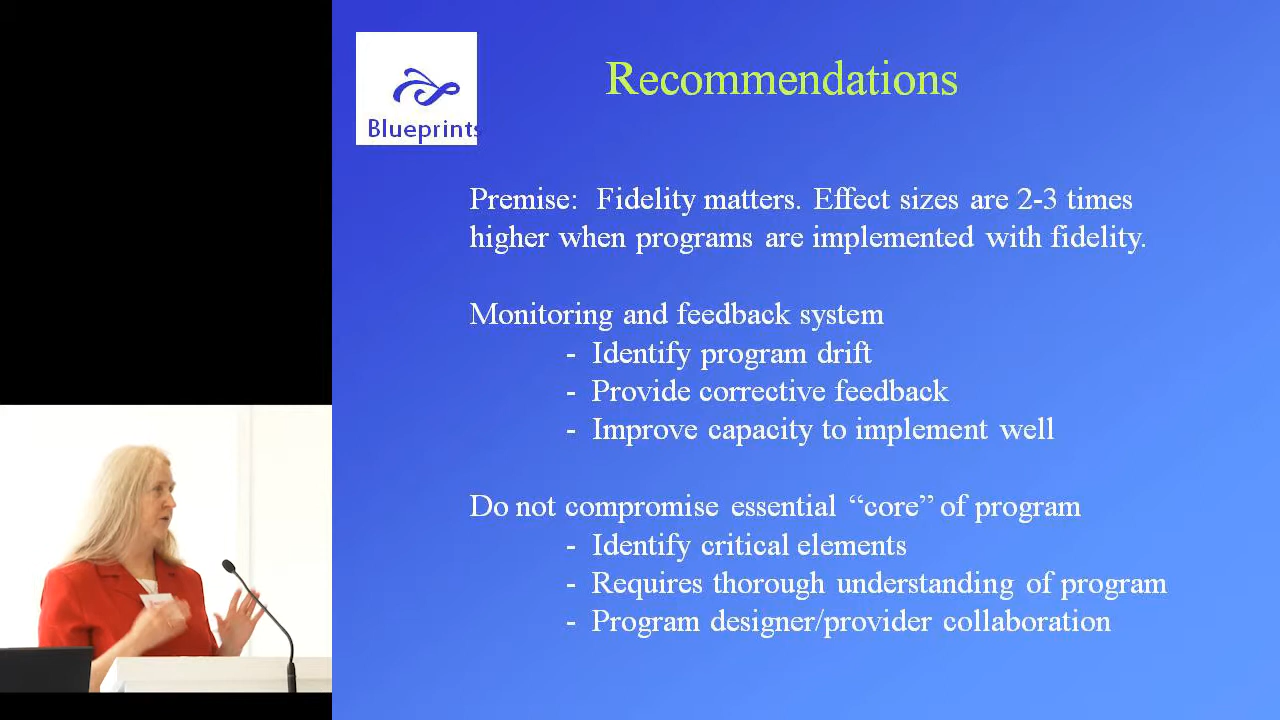 Blueprints
Recommendations
Premise: Fidelity matters. Effect sizes are 2-3 times
higher when programs are implemented with fidelity.
Monitoring and feedback system
- Identify program drift
- Provide corrective feedback
- Improve capacity to implement well
Do not compromise essential “core” of program
- Identify critical elements
- Requires thorough understanding of program
- Program designer/provider collaboration